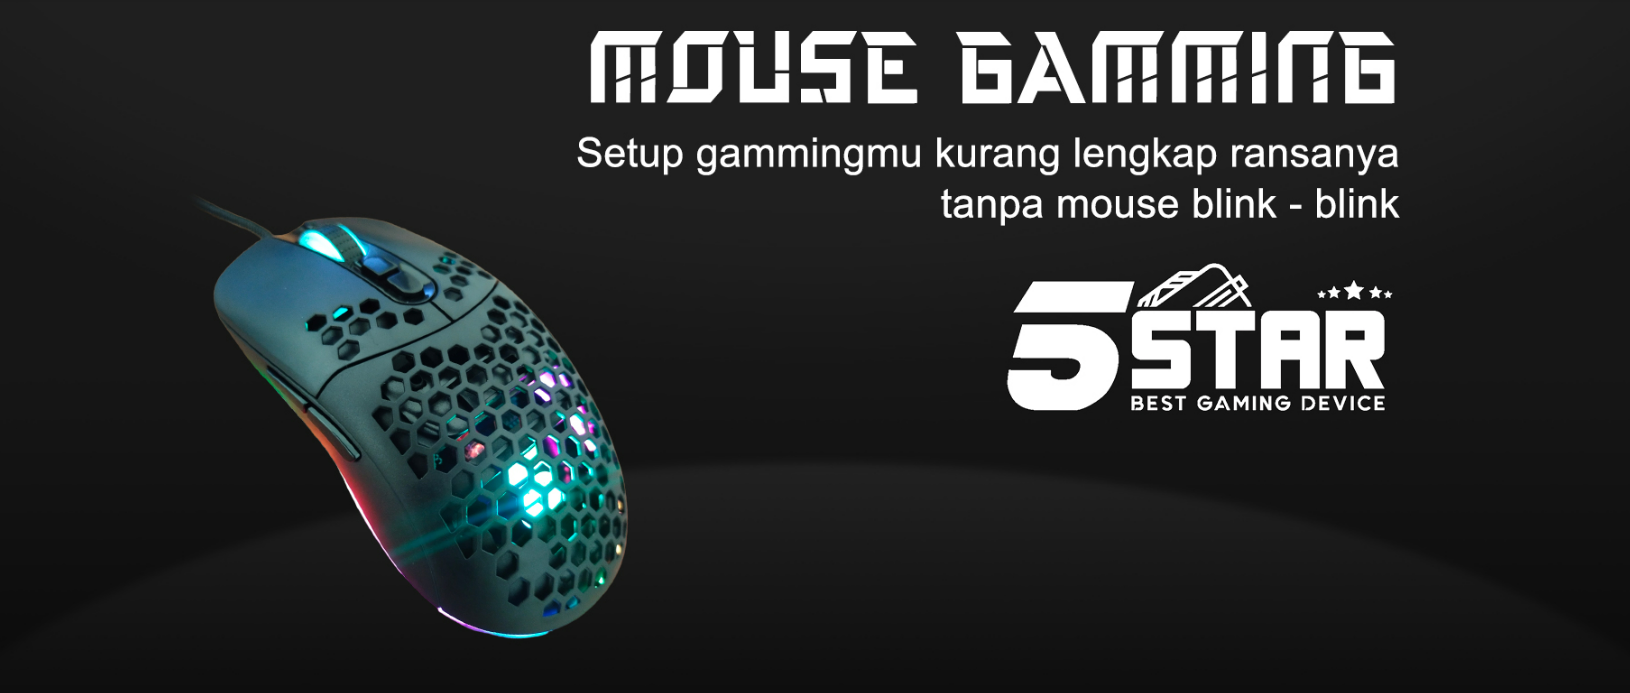 MOUSE GAMMING
Setup gammingmu kurang lengkap ransanya
tanpa mouse blink - blink
5STAR
BEST GAMING DEVICE